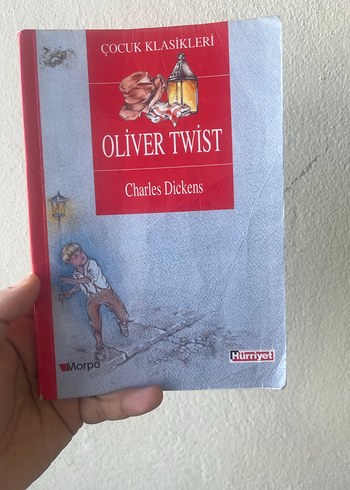 ÇOCUK KLASİKLERİ
OLİVER TWİST
Charles Dickens
Morpa
Hürriyet